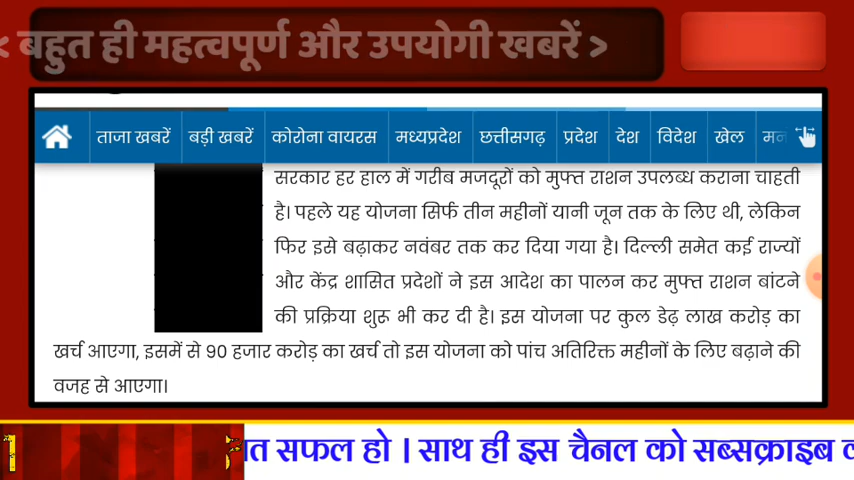 < बहुत ही महत्वपूर्ण और उपयोगी खबरें >
ताजा खबरें बड़ी खबरें कोरोना वायरस मध्यप्रदेश छत्तीसगढ़ प्रदेश देश विदेश खेल
सरकार हर हाल में गरीब मजदूरों को मुफ्त राशन उपलब्ध कराना चाहती
है। पहले यह योजना सिर्फ तीन महीनों यानी जून तक के लिए थी, लेकिन
फिर इसे बढ़ाकर नवंबर तक कर दिया गया है। दिल्ली समेत कई राज्यों
और केंद्र शासित प्रदेशों ने इस आदेश का पालन कर मुफ्त राशन बांटने
की प्रक्रिया शुरू भी कर दी है। इस योजना पर कुल डेढ़ लाख करोड़ का
खर्च आएगा, इसमें से 90 हजार करोड़ का खर्च तो इस योजना को पांच अतिरिक्त महीनों के लिए बढ़ाने की
वजह से आएगा।
सफल हो । साथ ही इस चैनल को सब्सक्राइब